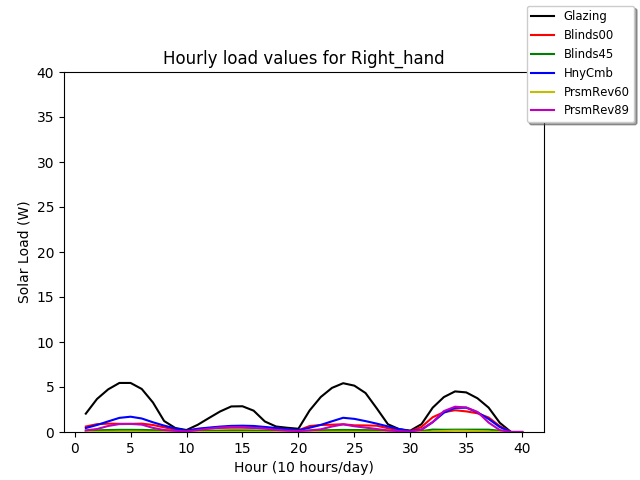 Glazing
Blinds00
Blinds45
HnyCmb
PrsmRev60
PrsmRev89
Hourly load values for Right_hand
40
35
30
25
20
15
10
5
0
Solar Load (W)
0 5 10 15 20 25 30 35 40
Hour (10 hours/day)